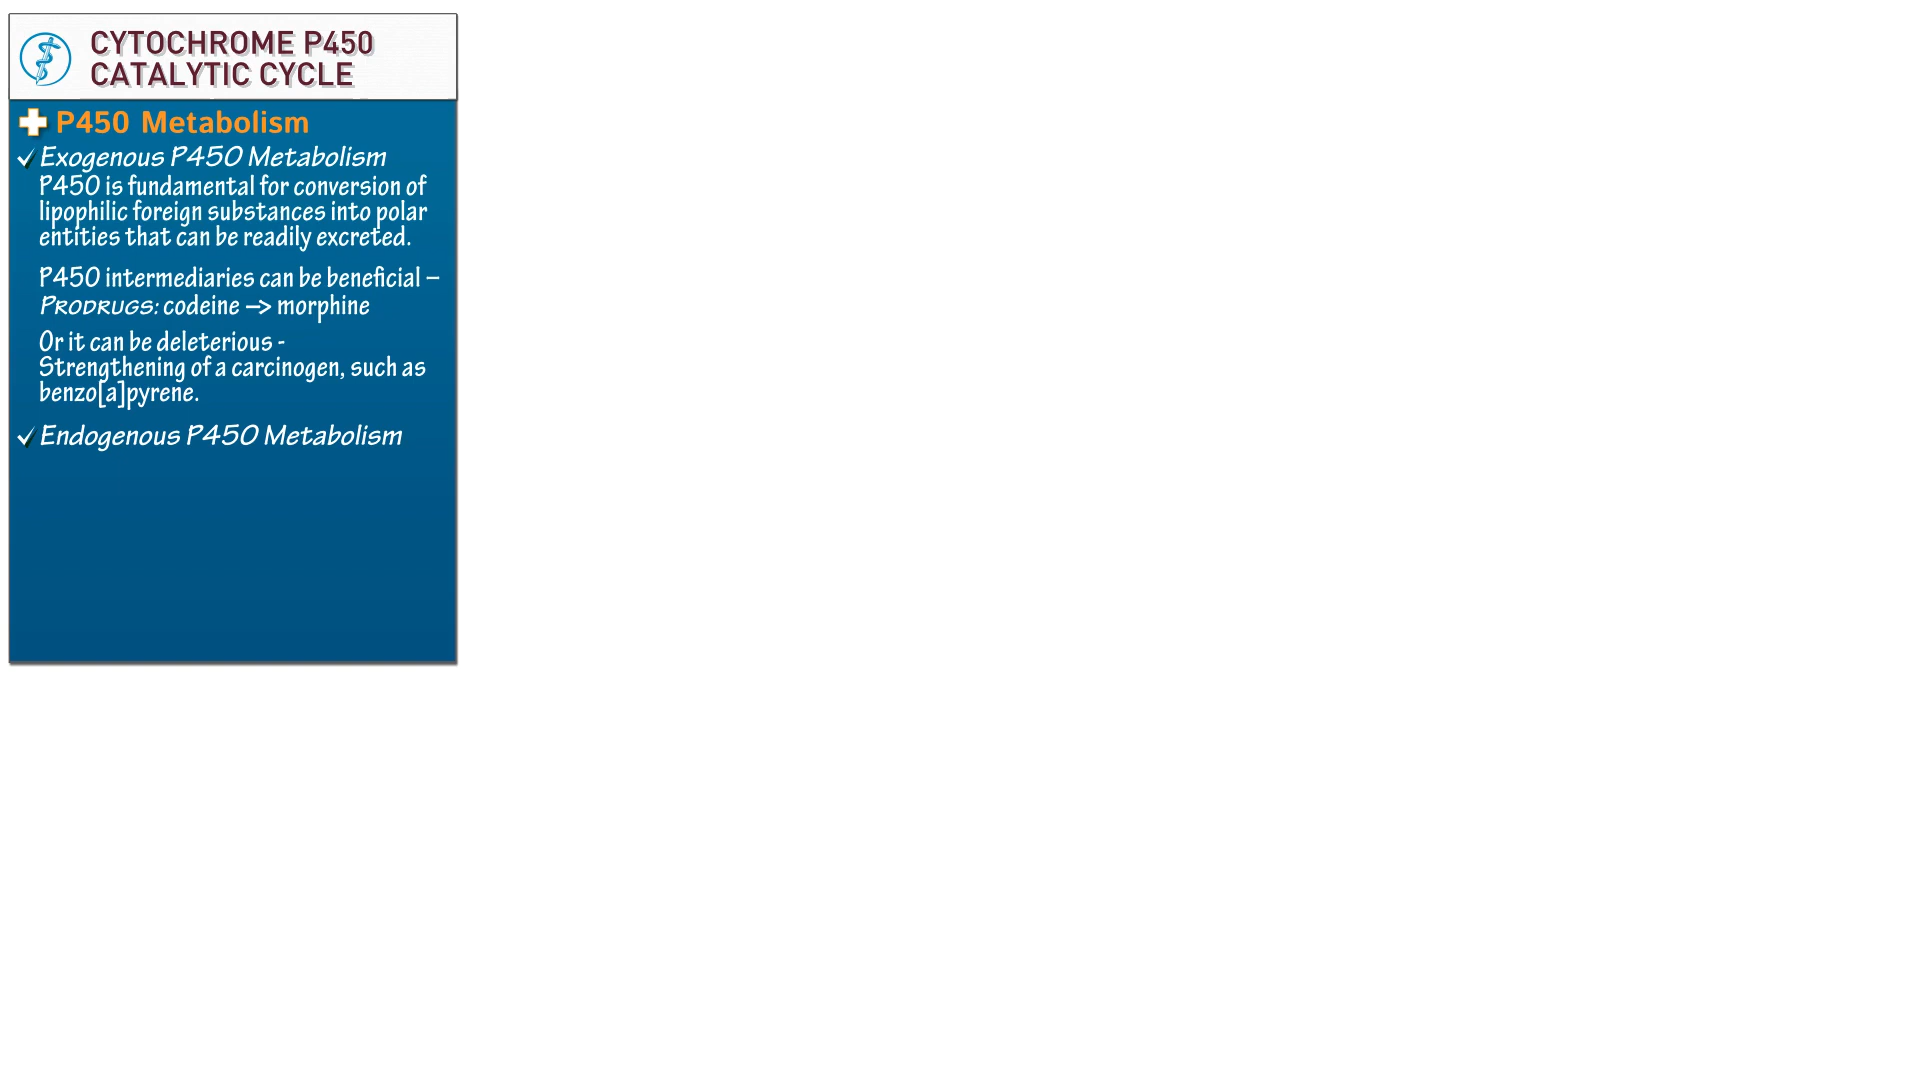 CYTOCHROME P450
CATALYTIC CYCLE
P450 Metabolism
Exogenous P450 Metabolism
P450 is fundamental for conversion of
lipophilic foreign substances into polar
entities that can be readily excreted.
P450 intermediaries can be beneficial –
PRODRUGS: codeine –> morphine
Or it can be deleterious -
Strengthening of a carcinogen, such as
benzo[a]pyrene.
Endogenous P450 Metabolism